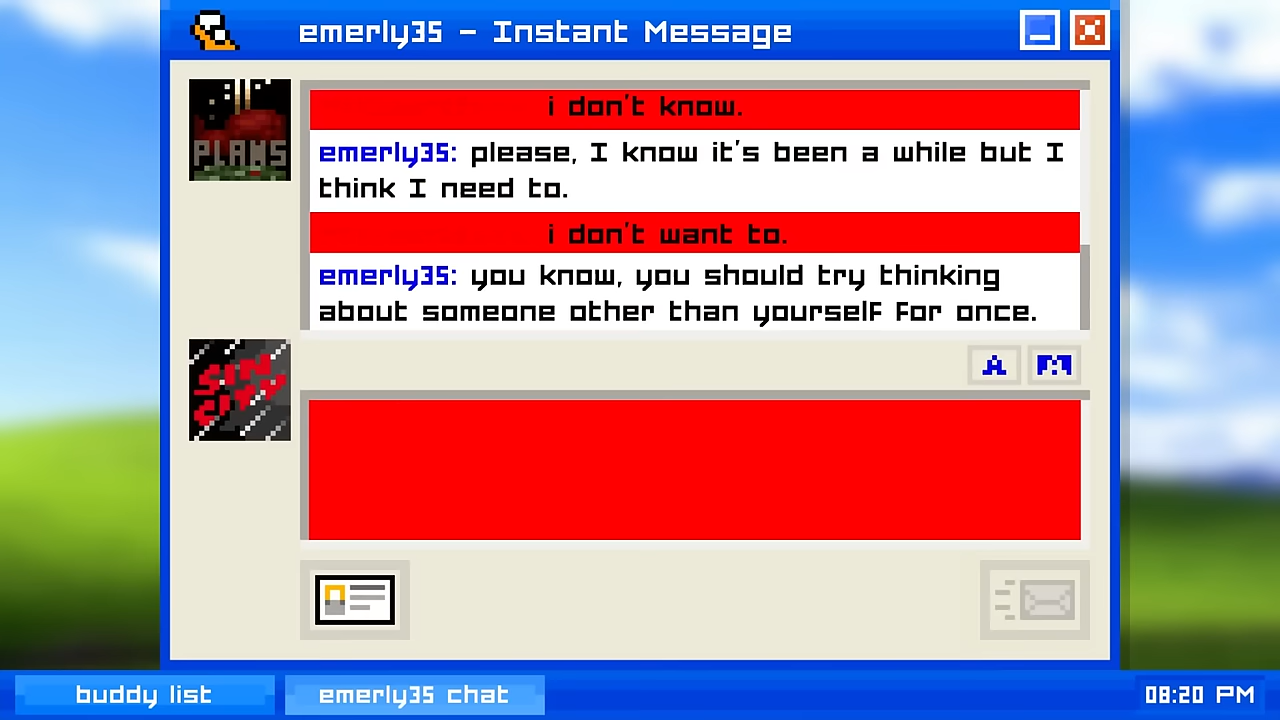 emerly35 - Instant Message
i don't know.
emerly35: please, I know it's been a while but I
think I need to.
i don't want to.
emerly35: you know, you should try thinking
about someone other than yourself for once.
PLANS
SIN
CITY
A
buddy list
emerly35 chat
08:20 PM